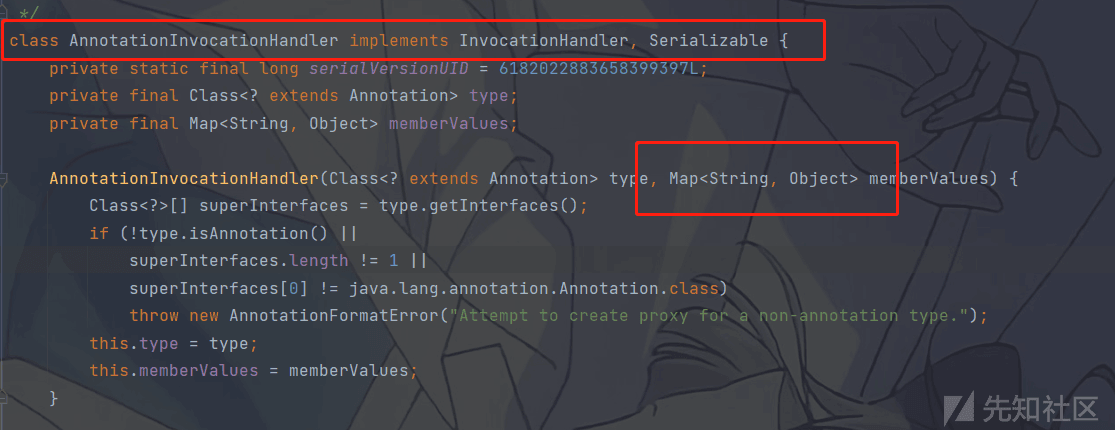 */
class AnnotationInvocationHandler implements InvocationHandler, Serializable {
private static final long serialVersionUID = 6182022883658399397L;
private final Class<? extends Annotation> type;
private final Map<String, Object> memberValues;
AnnotationInvocationHandler(Class<? extends Annotation> type, Map<String, Object> memberValues) {
Class<?>[] superInterfaces = type.getInterfaces();
if (!type.isAnnotation() ||
superInterfaces.length != 1 ||
superInterfaces[0] != java.lang.annotation.Annotation.class)
throw new AnnotationFormatError("Attempt to create proxy for a non-annotation type.");
this.type = type;
this.memberValues = memberValues;
}
先知社区